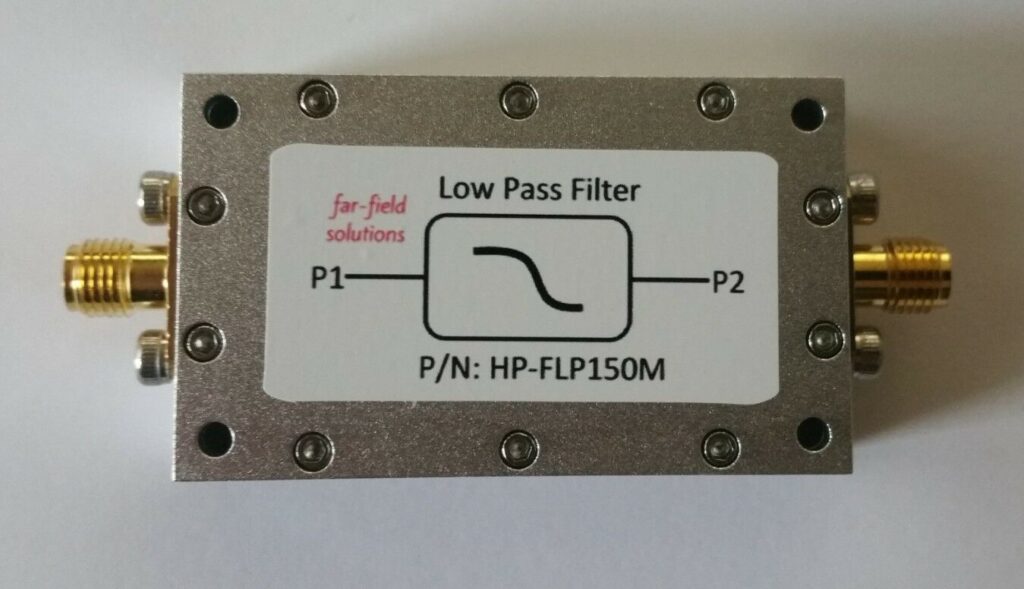 Low Pass Filter
far-field
solutions
P1
P2
P/N: HP-FLP150M